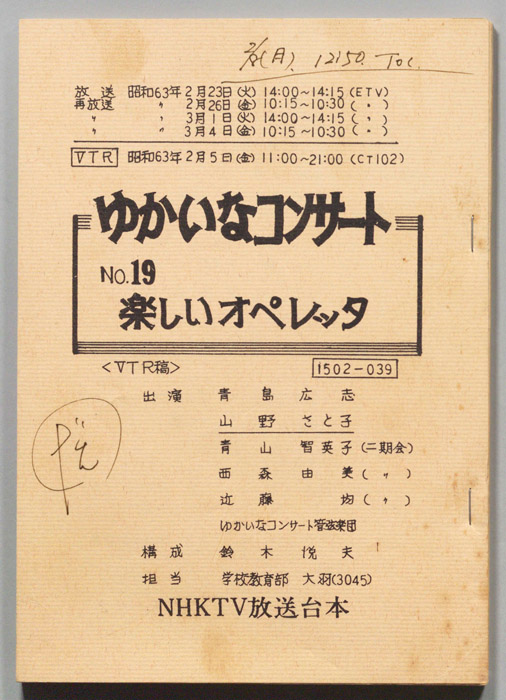 (月) 12:50. Toc.
放送 昭和63年2月23日(火) 14:00~14:15(ETV)
再放送 〃 2月26日(金) 10:15~10:30( 〃 )
〃 〃 3月1日(火) 14:00~14:15( 〃 )
〃 〃 3月4日(金) 10:15~10:30( 〃 )
VTR 昭和63年2月5日(金) 11:00~21:00(CT102)
ゆかいなコンサート
No.19
楽しいオペレッタ
<VTR稿> 1502-039
出演 青島広志
山野さと子
青山智英子(二期会)
西森由美( 〃 )
近藤均( 〃 )
ゆかいなコンサート管弦楽団
構成 鈴木悦夫
担当 学校教育部 大羽(3045)
NHKTV放送台本